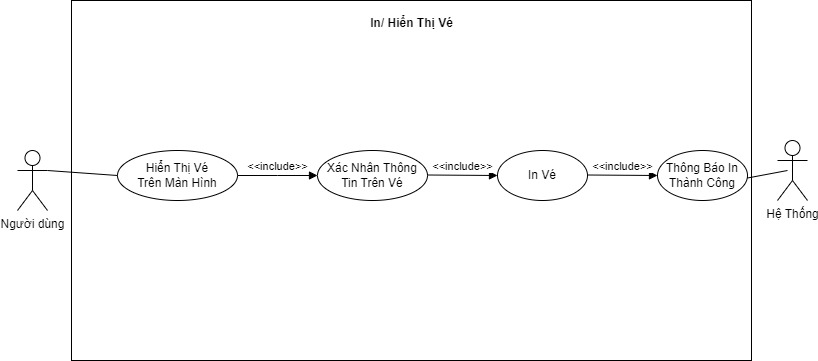 In/ Hiển Thị Vé
Hiển Thị Vé
Trên Màn Hình
<<include>>
Xác Nhân Thông
Tin Trên Vé
<<include>>
In Vé
<<include>>
Thông Báo In
Thành Công
Người dùng
Hệ Thống